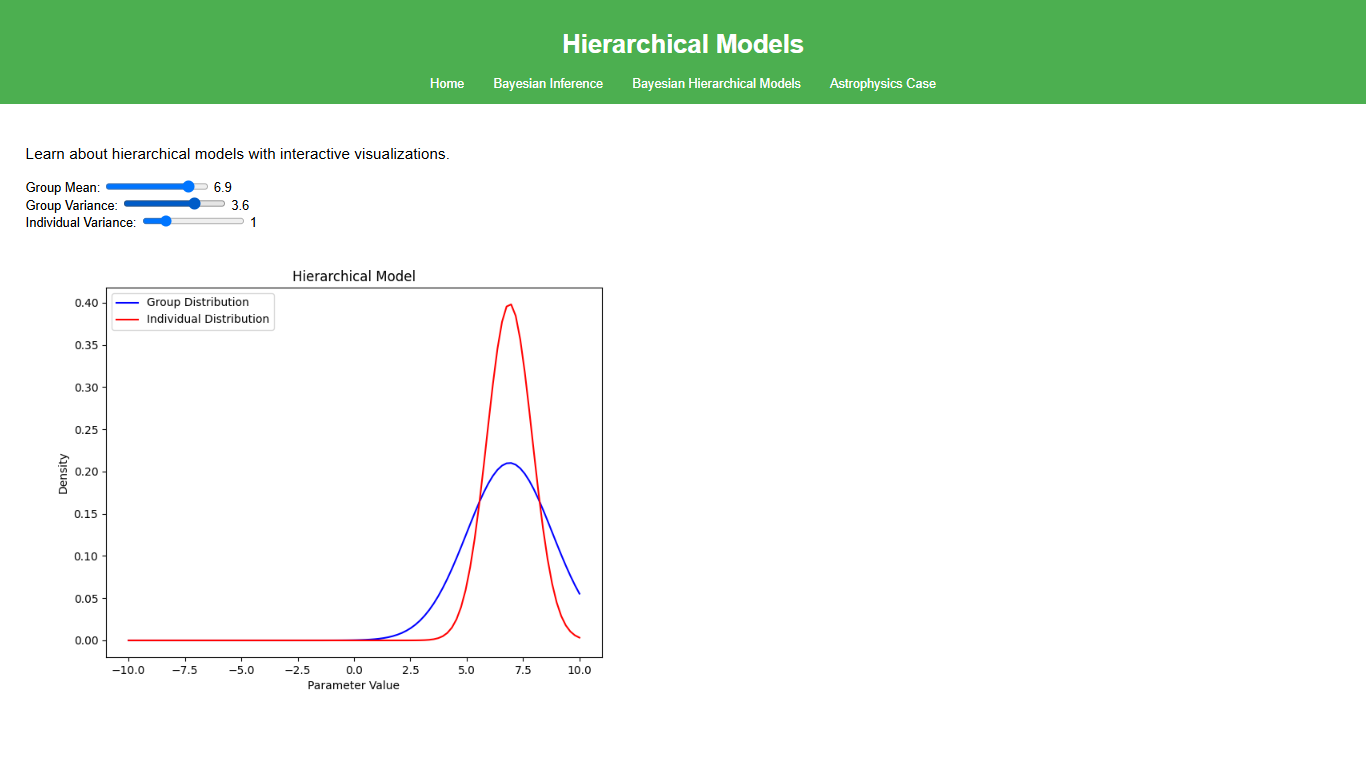 Hierarchical Models
Home Bayesian Inference Bayesian Hierarchical Models Astrophysics Case
Learn about hierarchical models with interactive visualizations.
Group Mean: 6.9
Group Variance: 3.6
Individual Variance: 1
Hierarchical Model
Group Distribution
Individual Distribution
0.40
0.35
0.30
0.25
0.20
0.15
0.10
0.05
0.00
Density
−10.0 −7.5 −5.0 −2.5 0.0 2.5 5.0 7.5 10.0
Parameter Value